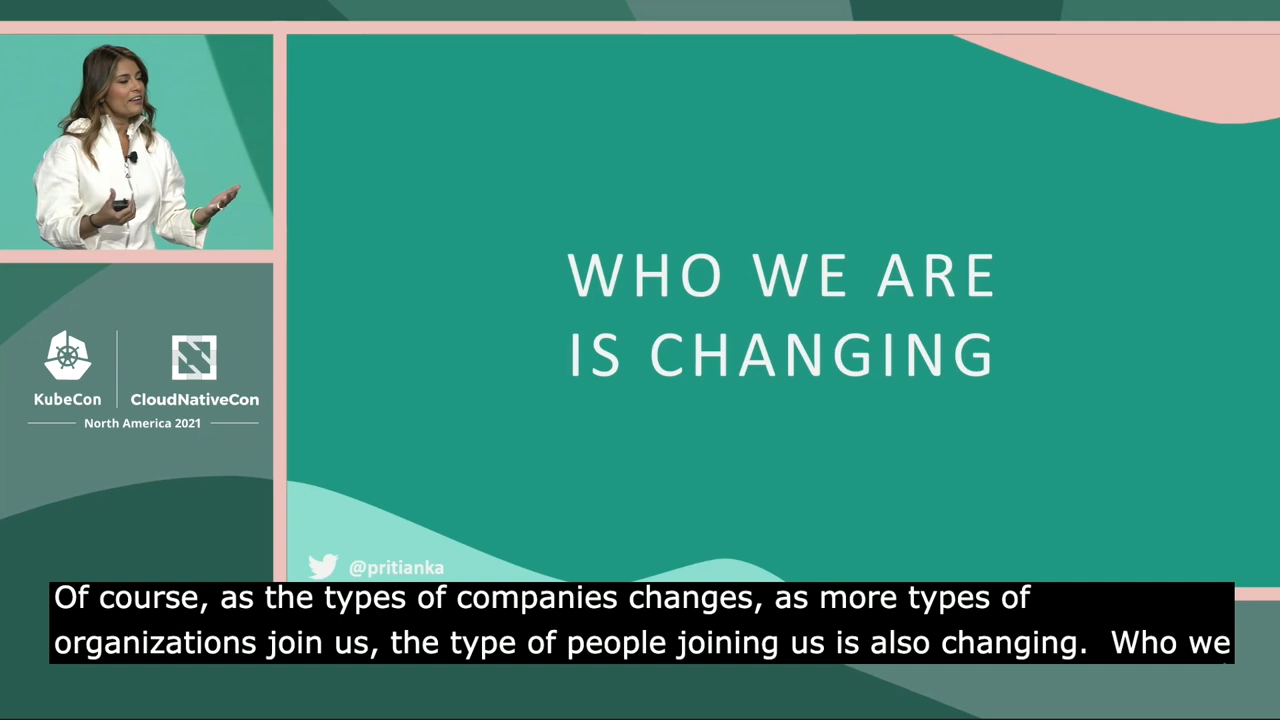 WHO WE ARE
IS CHANGING
KubeCon
CloudNativeCon
North America 2021
@pritianka
Of course, as the types of companies changes, as more types of
organizations join us, the type of people joining us is also changing.  Who we